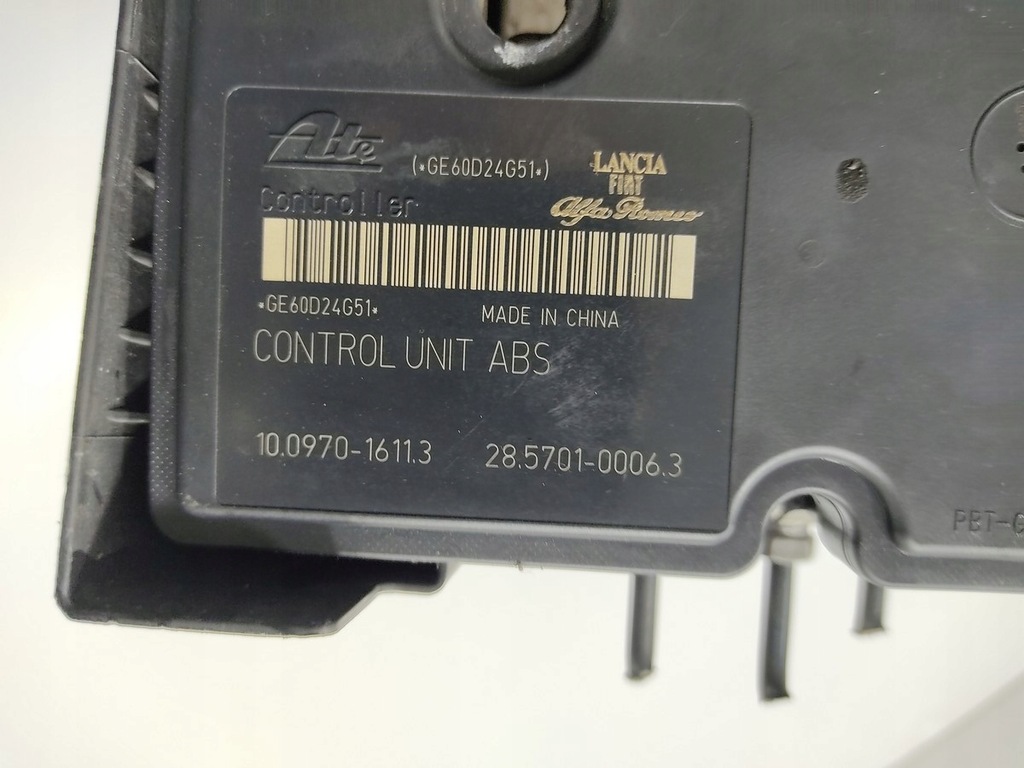 Ate
(*GE60D24G51*)
LANCIA
FIAT
Alfa Romeo
Controller
*GE60D24G51*
MADE IN CHINA
CONTROL UNIT ABS
10.0970-1611.3 28.5701-0006.3
PBT-G